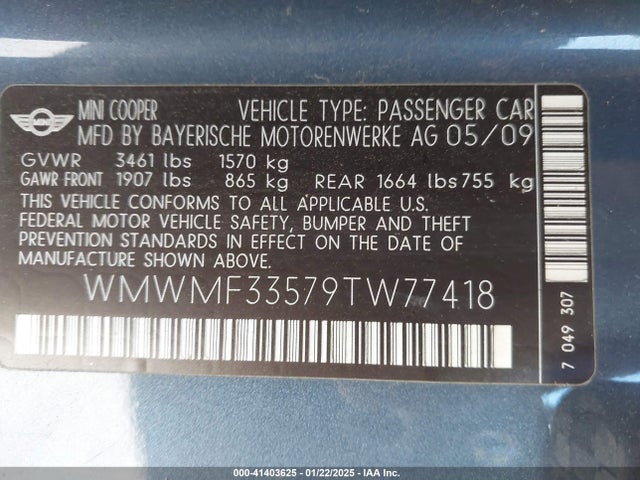 MINI COOPER VEHICLE TYPE: PASSENGER CAR
MFD BY BAYERISCHE MOTORENWERKE AG 05/09
GVWR 3461 lbs 1570 kg
GAWR FRONT 1907 lbs 865 kg REAR 1664 lbs 755 kg
THIS VEHICLE CONFORMS TO ALL APPLICABLE U.S.
FEDERAL MOTOR VEHICLE SAFETY, BUMPER AND THEFT
PREVENTION STANDARDS IN EFFECT ON THE DATE OF
MANUFACTURE SHOWN ABOVE.
WMWMF33579TW77418
7 049 307
MINI
000-41403625 - 01/22/2025 - IAA Inc.